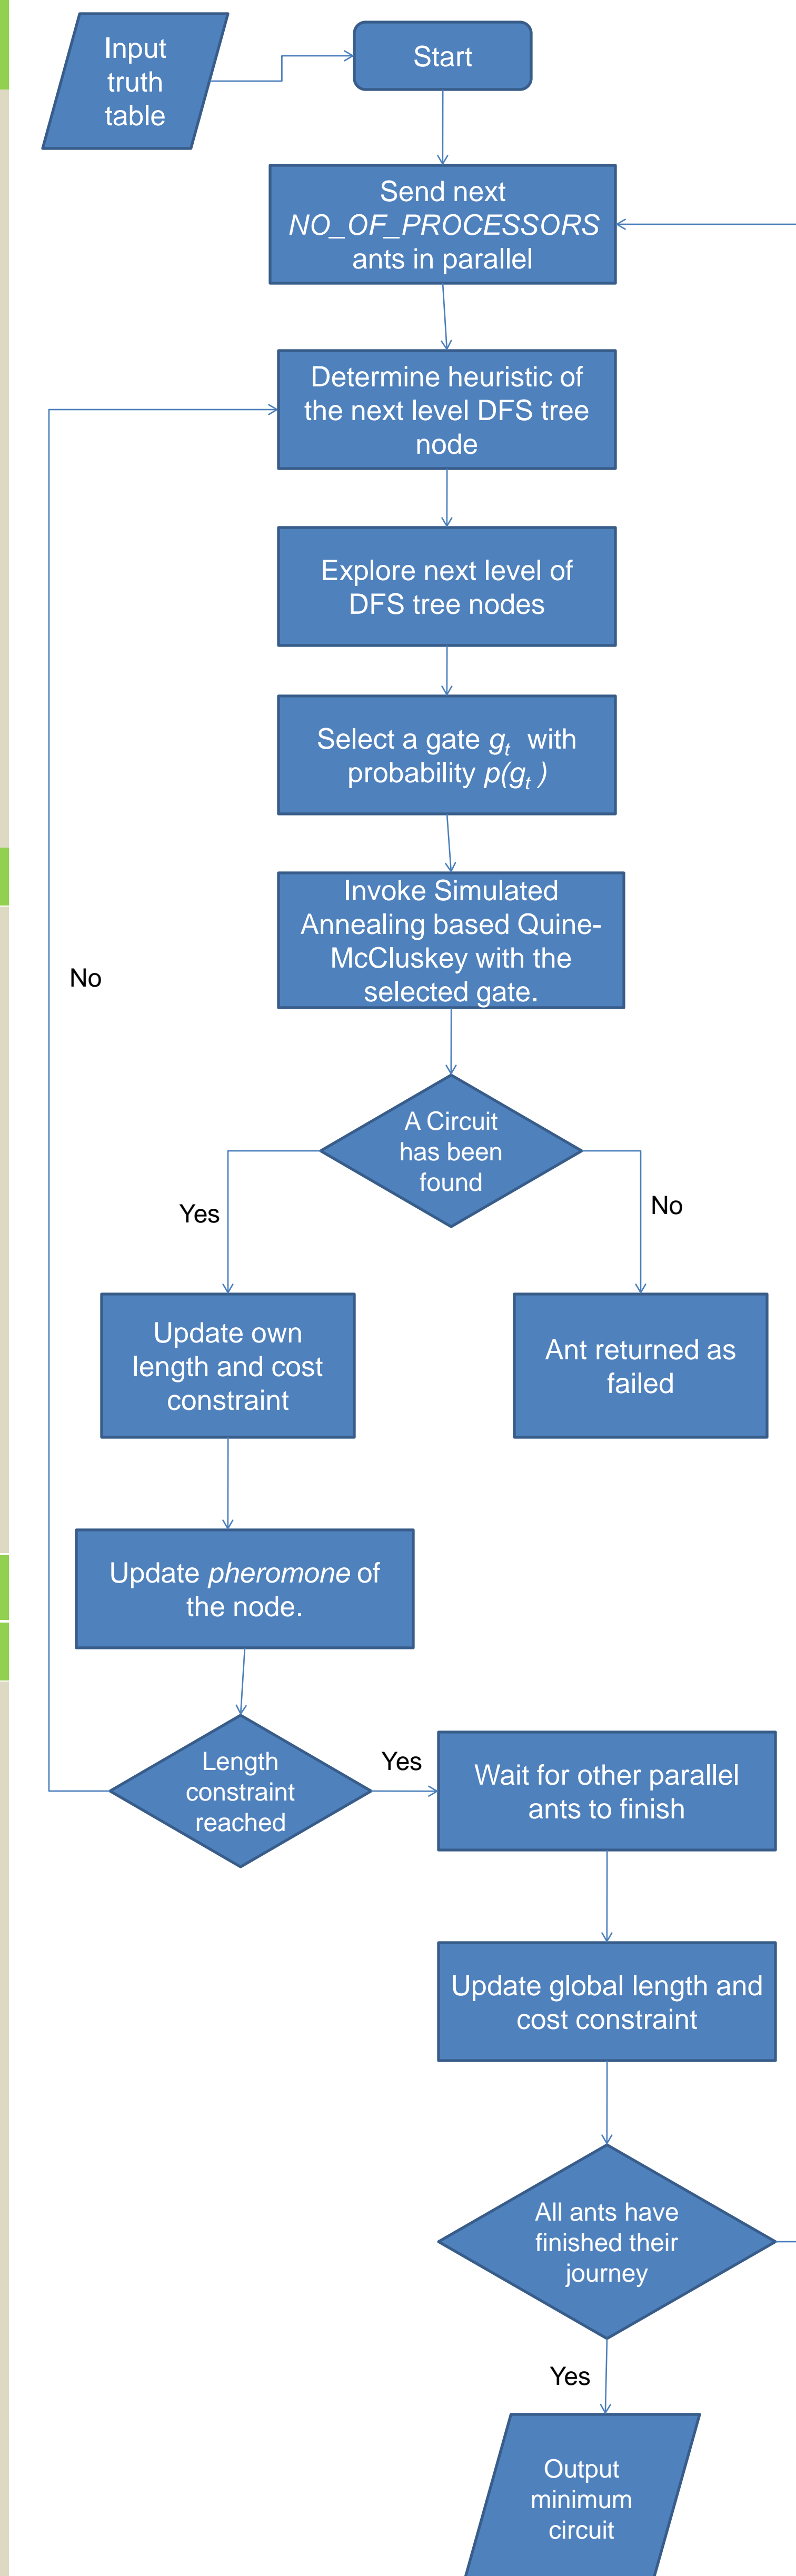 Input
truth
table
Start
Send next
NO_OF_PROCESSORS
ants in parallel
Determine heuristic of
the next level DFS tree
node
Explore next level of
DFS tree nodes
Select a gate gt with
probability p(gt )
Invoke Simulated
Annealing based Quine-
McCluskey with the
selected gate.
No
A Circuit
has been
found
Yes
No
Update own
length and cost
constraint
Ant returned as
failed
Update pheromone of
the node.
Length
constraint
reached
Yes
Wait for other parallel
ants to finish
Update global length and
cost constraint
All ants have
finished their
journey
Yes
Output
minimum
circuit